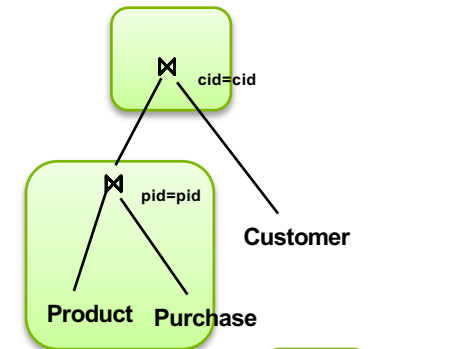 ⋈
cid=cid
⋈
pid=pid
Customer
Product
Purchase